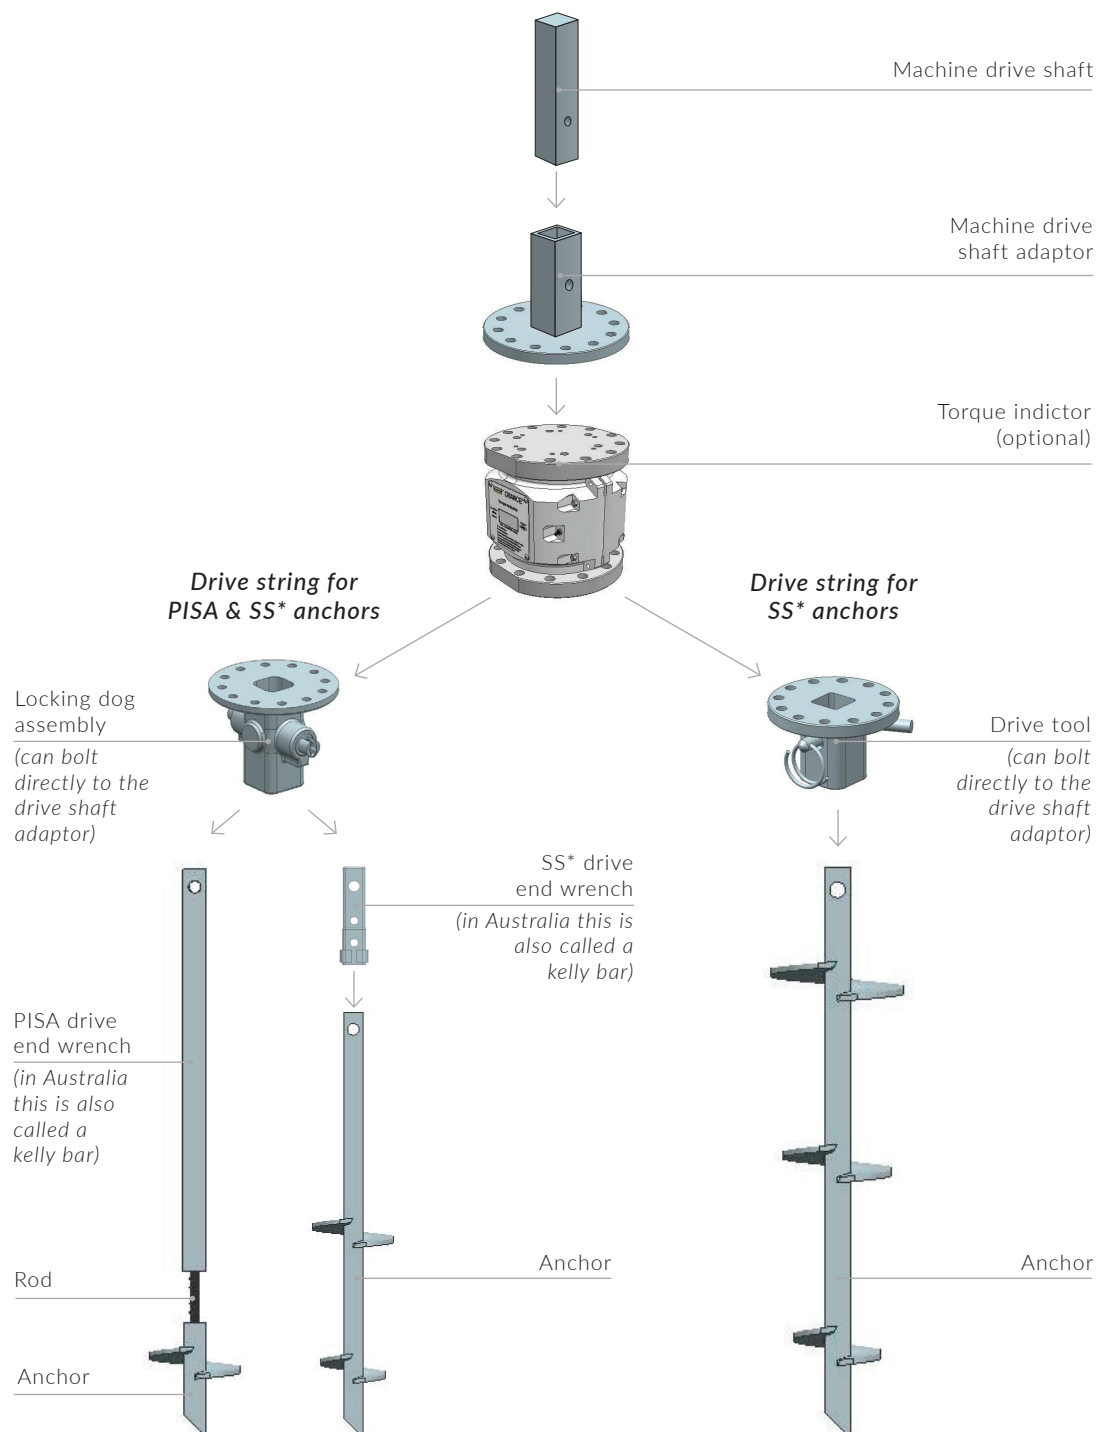 Machine drive shaft
Machine drive
shaft adaptor
Torque indictor
(optional)
Drive string for
PISA & SS* anchors
Drive string for
SS* anchors
Locking dog
assembly
(can bolt
directly to the
drive shaft
adaptor)
Drive tool
(can bolt
directly to the
drive shaft
adaptor)
SS* drive
end wrench
(in Australia this is
also called a
kelly bar)
PISA drive
end wrench
(in Australia
this is also
called a
kelly bar)
Rod
Anchor
Anchor
Anchor